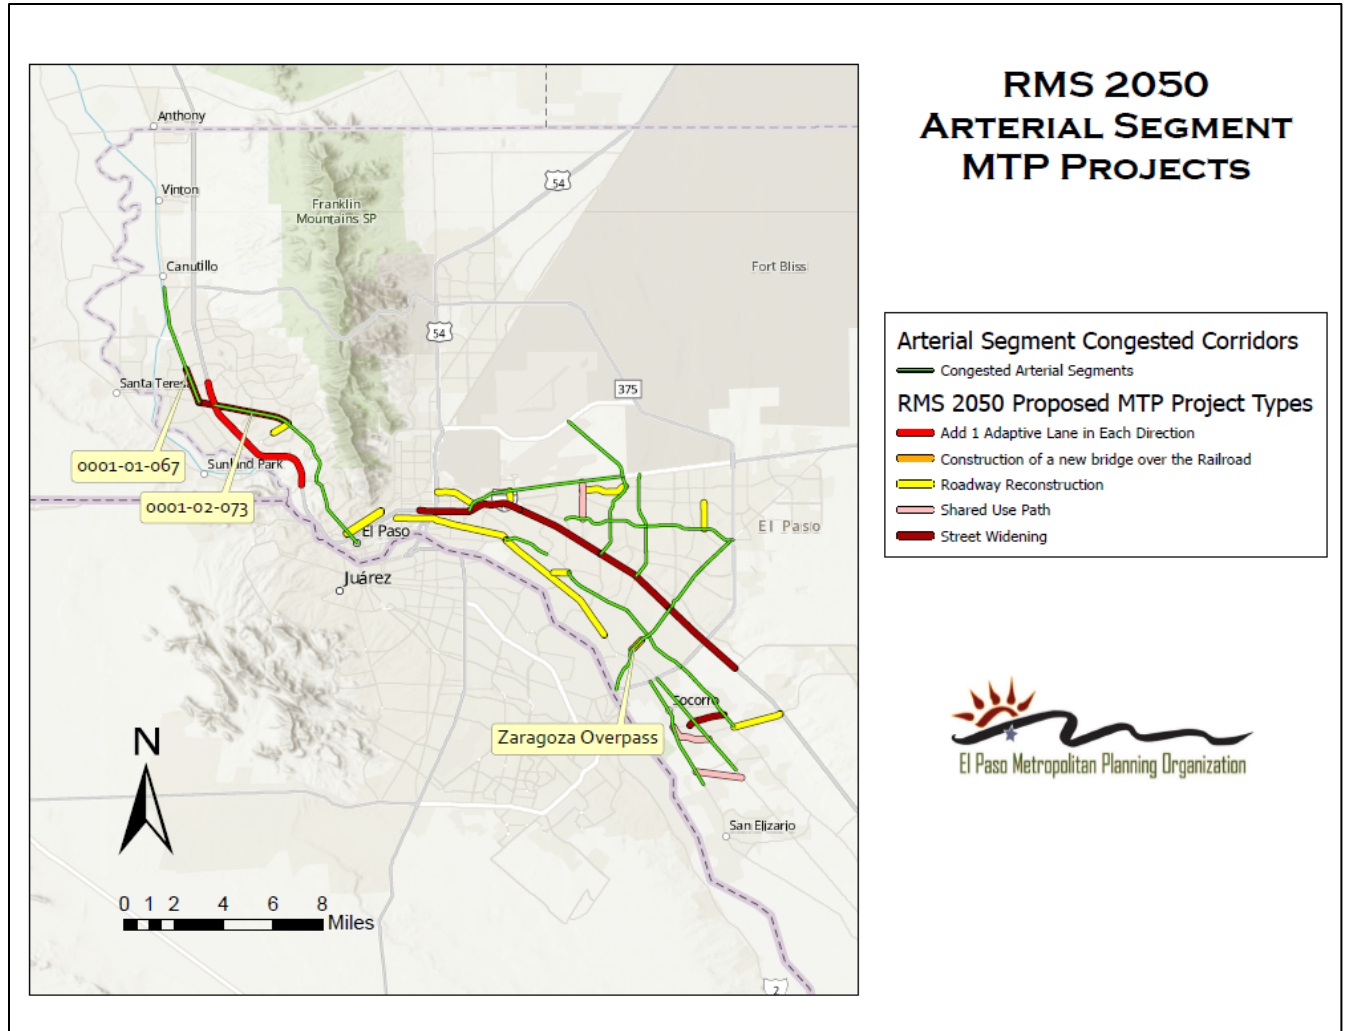 RMS 2050
ARTERIAL SEGMENT
MTP PROJECTS
Anthony
Vinton
Franklin
Mountains SP
54
Canutillo
Fort Bliss
54
Santa Teresa
375
0001-01-067
Sunland Park
0001-02-073
El Paso
El Paso
Juárez
Socorro
Zaragoza Overpass
San Elizario
N
0 1 2 4 6 8
Miles
2
Arterial Segment Congested Corridors
Congested Arterial Segments
RMS 2050 Proposed MTP Project Types
Add 1 Adaptive Lane in Each Direction
Construction of a new bridge over the Railroad
Roadway Reconstruction
Shared Use Path
Street Widening
El Paso Metropolitan Planning Organization